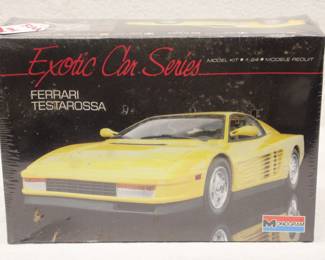 Exotic Car Series
MODEL KIT • 1:24 • MODELE REDUIT
FERRARI
TESTAROSSA
MONOGRAM